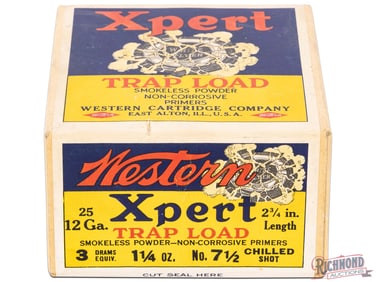 Xpert
TRAP LOAD
SMOKELESS POWDER
NON-CORROSIVE
PRIMERS
WESTERN CARTRIDGE COMPANY
EAST ALTON, ILL., U.S.A.
Western
25
12 Ga.
Xpert
2¾ in.
Length
TRAP LOAD
SMOKELESS POWDER—NON-CORROSIVE PRIMERS
3 DRAMS EQUIV. 1¼ OZ. No. 7½ CHILLED SHOT
CUT SEAL HERE
RICHMOND
AUCTIONS